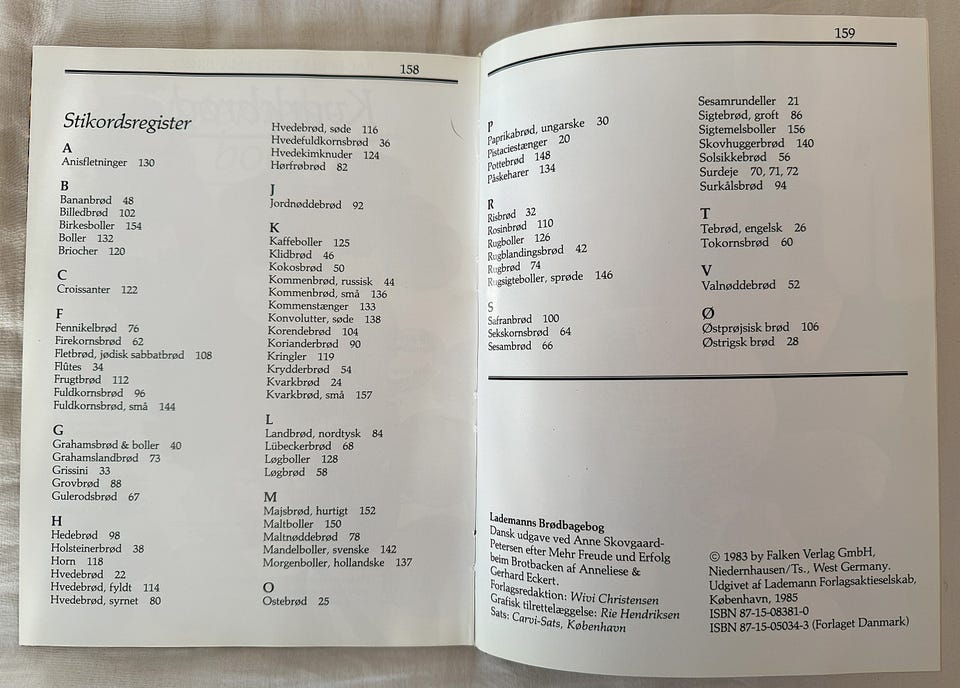 158
Stikordsregister
A
Anisfletninger 130
B
Bananbrød 48
Billedbrød 102
Birkesboller 154
Boller 132
Briocher 120
C
Croissanter 122
F
Fennikelbrød 76
Firekornsbrød 62
Fletbrød, jødisk sabbatbrød 108
Flûtes 34
Frugtbrød 112
Fuldkornsbrød 96
Fuldkornsbrød, små 144
G
Grahamsbrød & boller 40
Grahamslandbrød 73
Grissini 33
Grovbrød 88
Gulerodsbrød 67
H
Hedebrød 98
Holsteinerbrød 38
Horn 118
Hvedebrød 22
Hvedebrød, fyldt 114
Hvedebrød, syrnet 80
Hvedebrød, søde 116
Hvedefuldkornsbrød 36
Hvedekimknuder 124
Hørfrøbrød 82
J
Jordnøddebrød 92
K
Kaffeboller 125
Klidbrød 46
Kokosbrød 50
Kommenbrød, russisk 44
Kommenbrød, små 136
Kommenstænger 133
Konvolutter, søde 138
Korendebrød 104
Korianderbrød 90
Kringler 119
Krydderbrød 54
Kvarkbrød 24
Kvarkbrød, små 157
L
Landbrød, nordtysk 84
Lübeckerbrød 68
Løgboller 128
Løgbrød 58
M
Majsbrød, hurtigt 152
Maltboller 150
Maltnøddebrød 78
Mandelboller, svenske 142
Morgenboller, hollandske 137
O
Ostebrød 25
159
P
Paprikabrød, ungarske 30
Pistaciestænger 20
Pottebrød 148
Påskeharer 134
R
Risbrød 32
Rosinbrød 110
Rugboller 126
Rugblandingsbrød 42
Rugbrød 74
Rugsigteboller, sprøde 146
S
Safranbrød 100
Sekskornsbrød 64
Sesambrød 66
Sesamrundeller 21
Sigtebrød, groft 86
Sigtemelsboller 156
Skovhuggerbrød 140
Solsikkebrød 56
Surdeje 70, 71, 72
Surkålsbrød 94
T
Tebrød, engelsk 26
Tokornsbrød 60
V
Valnøddebrød 52
Ø
Østprøjsisk brød 106
Østrigsk brød 28
Lademanns Brødbagebog
Dansk udgave ved Anne Skovgaard-
Petersen efter Mehr Freude und Erfolg
beim Brotbacken af Anneliese &
Gerhard Eckert.
Forlagsredaktion: Wivi Christensen
Grafisk tilrettelæggelse: Rie Hendriksen
Sats: Carvi-Sats, København
© 1983 by Falken Verlag GmbH,
Niedernhausen/Ts., West Germany.
Udgivet af Lademann Forlagsaktieselskab,
København, 1985
ISBN 87-15-08381-0
ISBN 87-15-05034-3 (Forlaget Danmark)